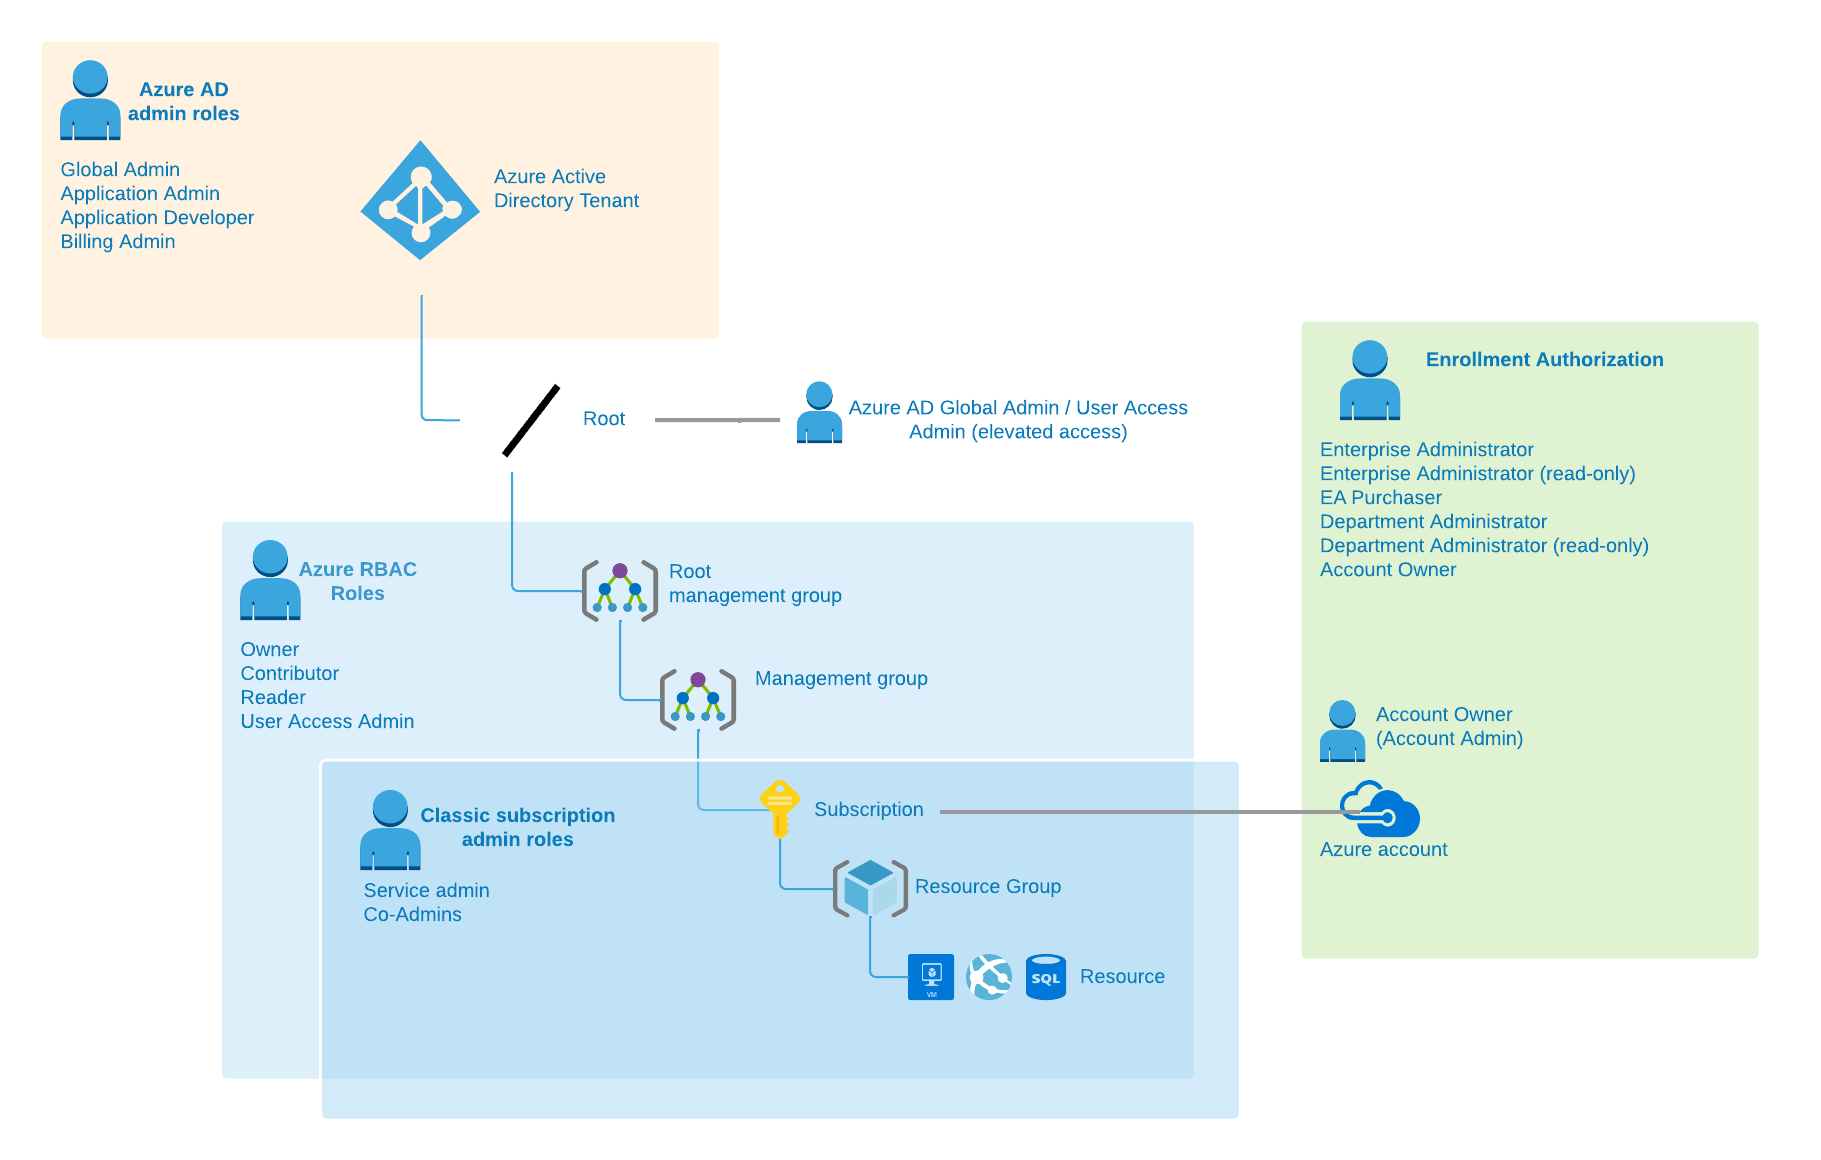 Azure AD
admin roles
Global Admin
Application Admin
Application Developer
Billing Admin
Azure Active
Directory Tenant
Root
Azure AD Global Admin / User Access
Admin (elevated access)
Enrollment Authorization
Enterprise Administrator
Enterprise Administrator (read-only)
EA Purchaser
Department Administrator
Department Administrator (read-only)
Account Owner
Account Owner
(Account Admin)
Azure account
Azure RBAC
Roles
Owner
Contributor
Reader
User Access Admin
Root
management group
Management group
Classic subscription
admin roles
Service admin
Co-Admins
Subscription
Resource Group
VM
SQL
Resource